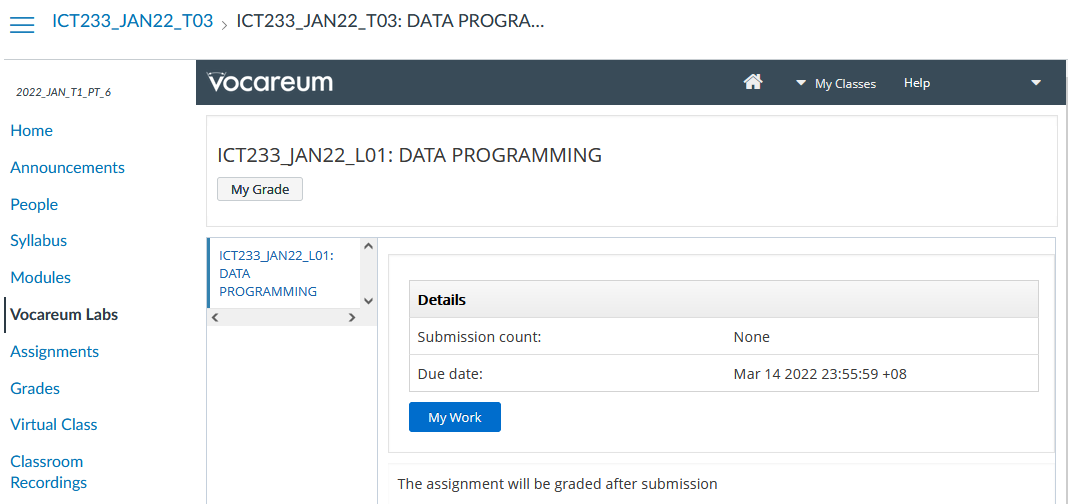 ICT233_JAN22_T03 › ICT233_JAN22_T03: DATA PROGRA...
2022_JAN_T1_PT_6
Home
Announcements
People
Syllabus
Modules
Vocareum Labs
Assignments
Grades
Virtual Class
Classroom
Recordings
vocareum
My Classes
Help
ICT233_JAN22_L01: DATA PROGRAMMING
My Grade
ICT233_JAN22_L01:
DATA
PROGRAMMING
Details
Submission count: None
Due date: Mar 14 2022 23:55:59 +08
My Work
The assignment will be graded after submission